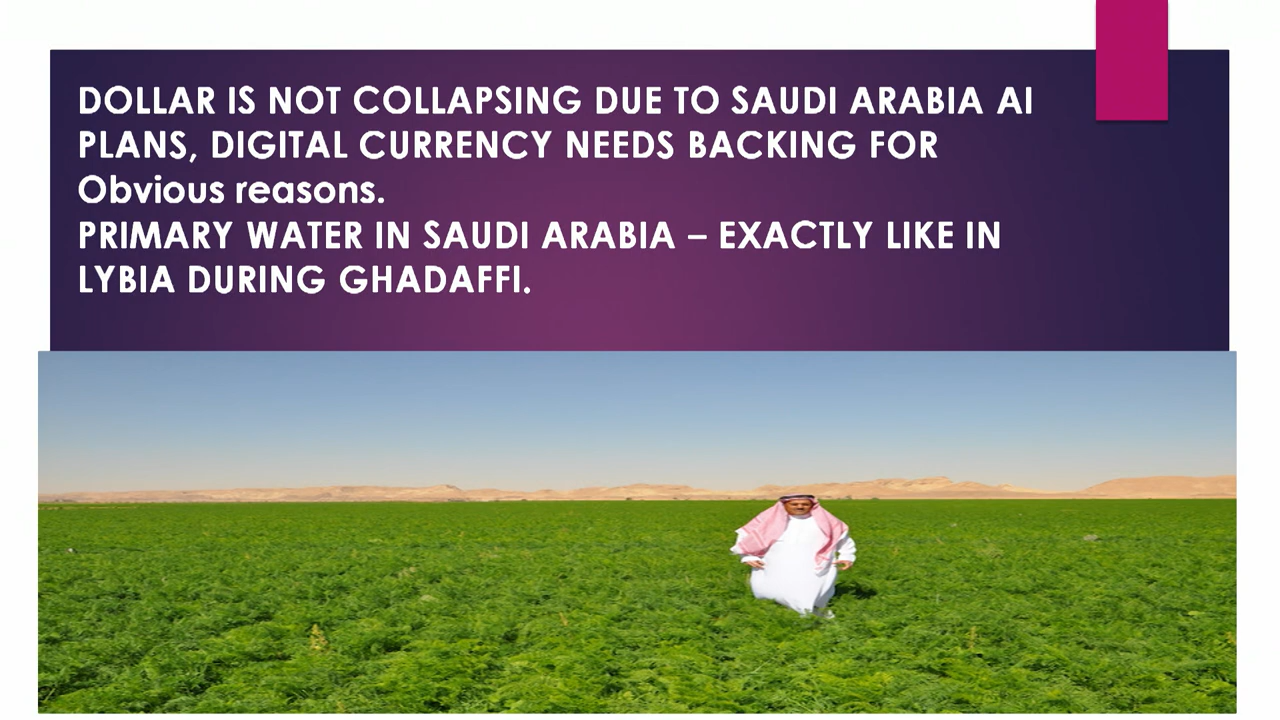 DOLLAR IS NOT COLLAPSING DUE TO SAUDI ARABIA AI
PLANS, DIGITAL CURRENCY NEEDS BACKING FOR
Obvious reasons.
PRIMARY WATER IN SAUDI ARABIA – EXACTLY LIKE IN
LYBIA DURING GHADAFFI.